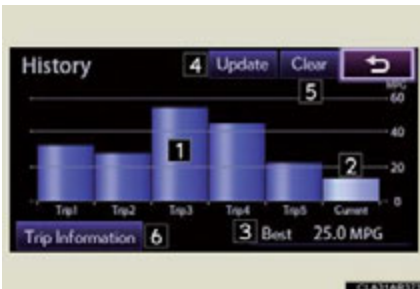 History 4 Update Clear
5
MPG
60
40
1
2
20
0
Trip1 Trip2 Trip3 Trip4 Trip5 Current
Trip Information 6 3 Best 25.0 MPG